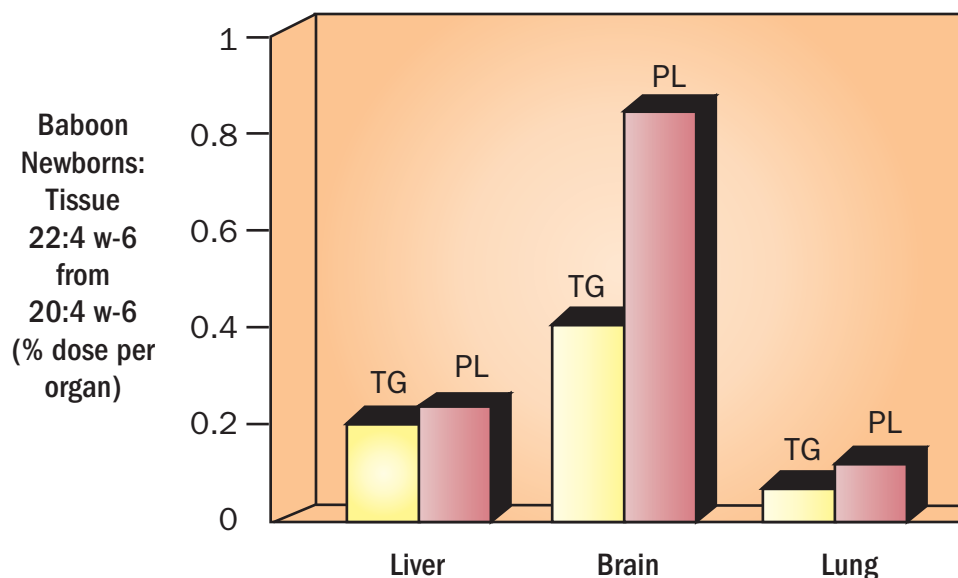 Baboon
Newborns:
Tissue
22:4 w-6
from
20:4 w-6
(% dose per
organ)
1
0.8
0.6
0.4
0.2
0
TG
PL
TG
PL
TG
PL
Liver
Brain
Lung